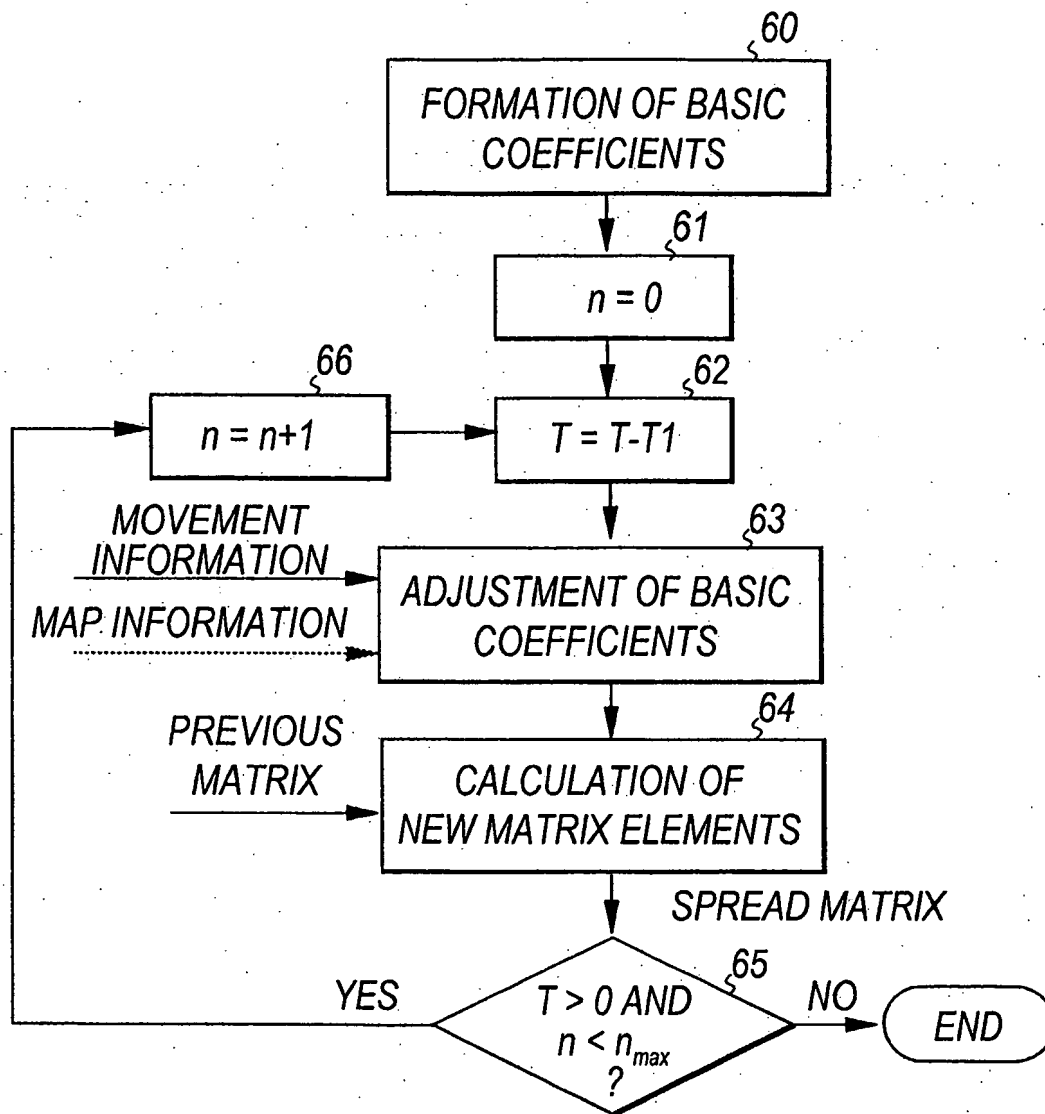 60
FORMATION OF BASIC
COEFFICIENTS
61
n = 0
66
n = n+1
62
T = T-T1
MOVEMENT
INFORMATION
MAP INFORMATION
63
ADJUSTMENT OF BASIC
COEFFICIENTS
PREVIOUS
MATRIX
64
CALCULATION OF
NEW MATRIX ELEMENTS
SPREAD MATRIX
65
YES
T > 0 AND
n < nmax
?
NO
END